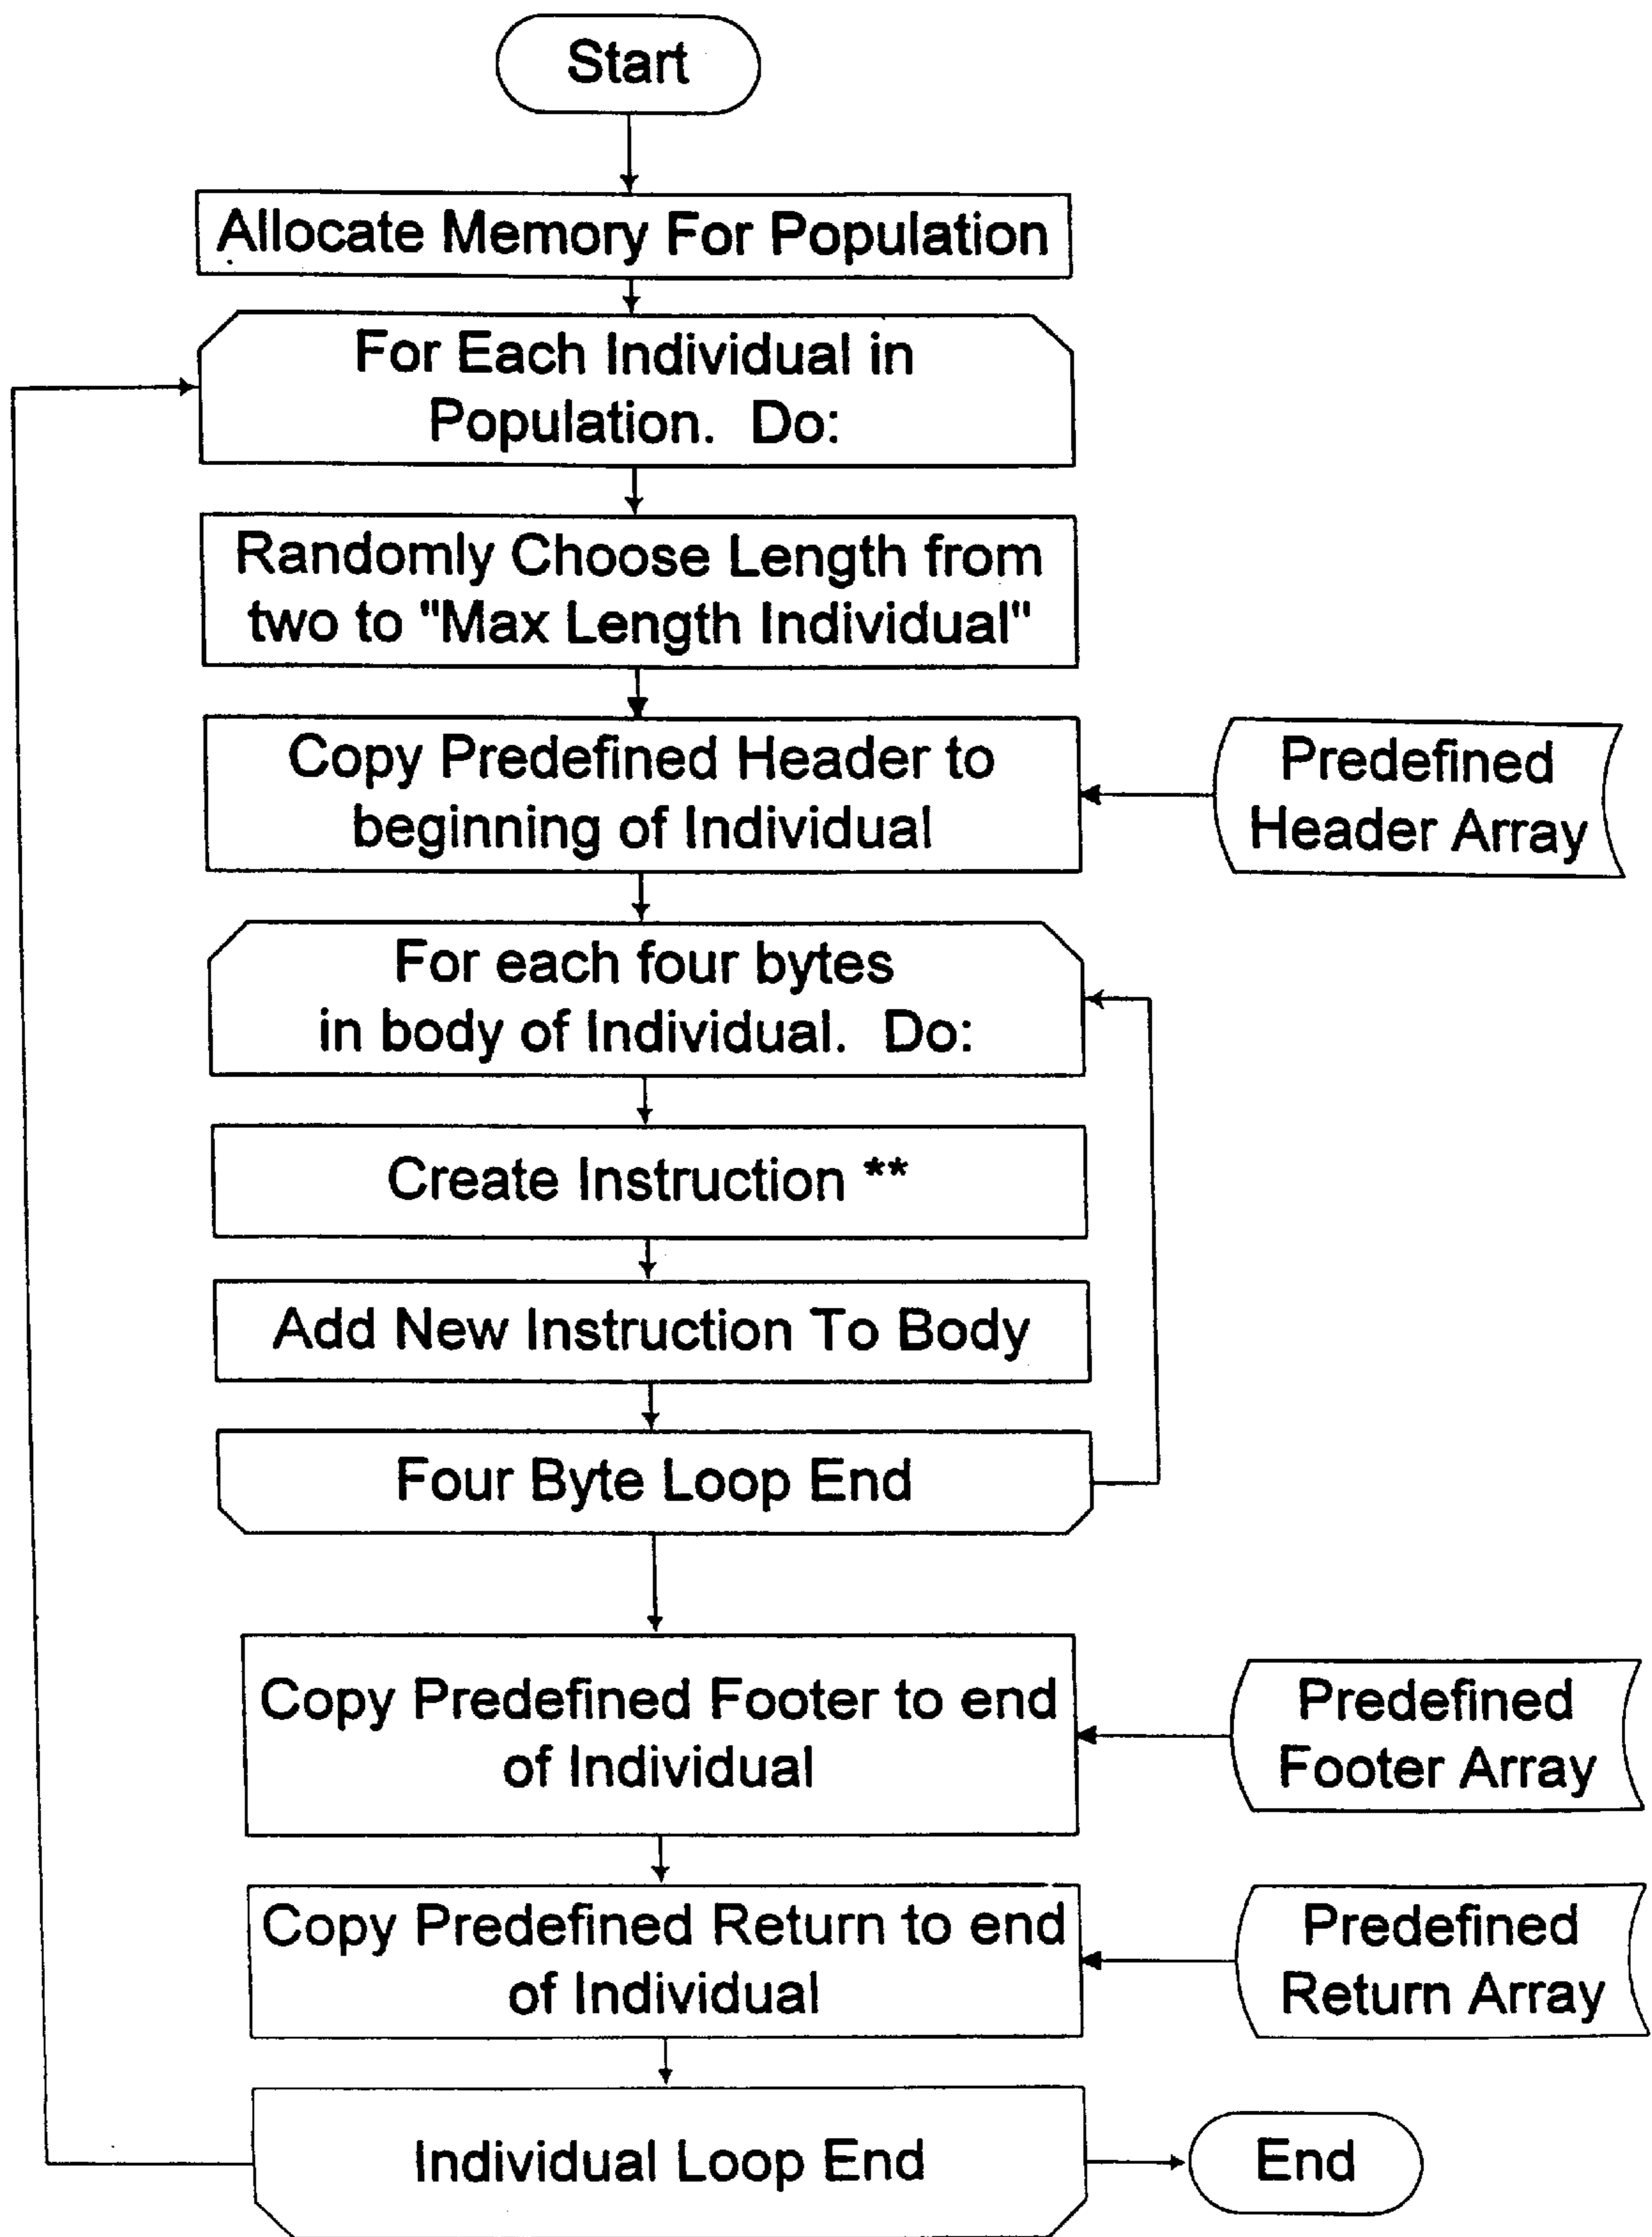 Start
Allocate Memory For Population
For Each Individual in
Population. Do:
Randomly Choose Length from
two to "Max Length Individual"
Copy Predefined Header to
beginning of Individual
Predefined
Header Array
For each four bytes
in body of Individual. Do:
Create Instruction **
Add New Instruction To Body
Four Byte Loop End
Copy Predefined Footer to end
of Individual
Predefined
Footer Array
Copy Predefined Return to end
of Individual
Predefined
Return Array
Individual Loop End
End